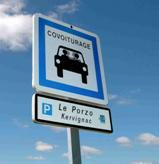 COVOITURAGE
P Le Porzo
Kervignac